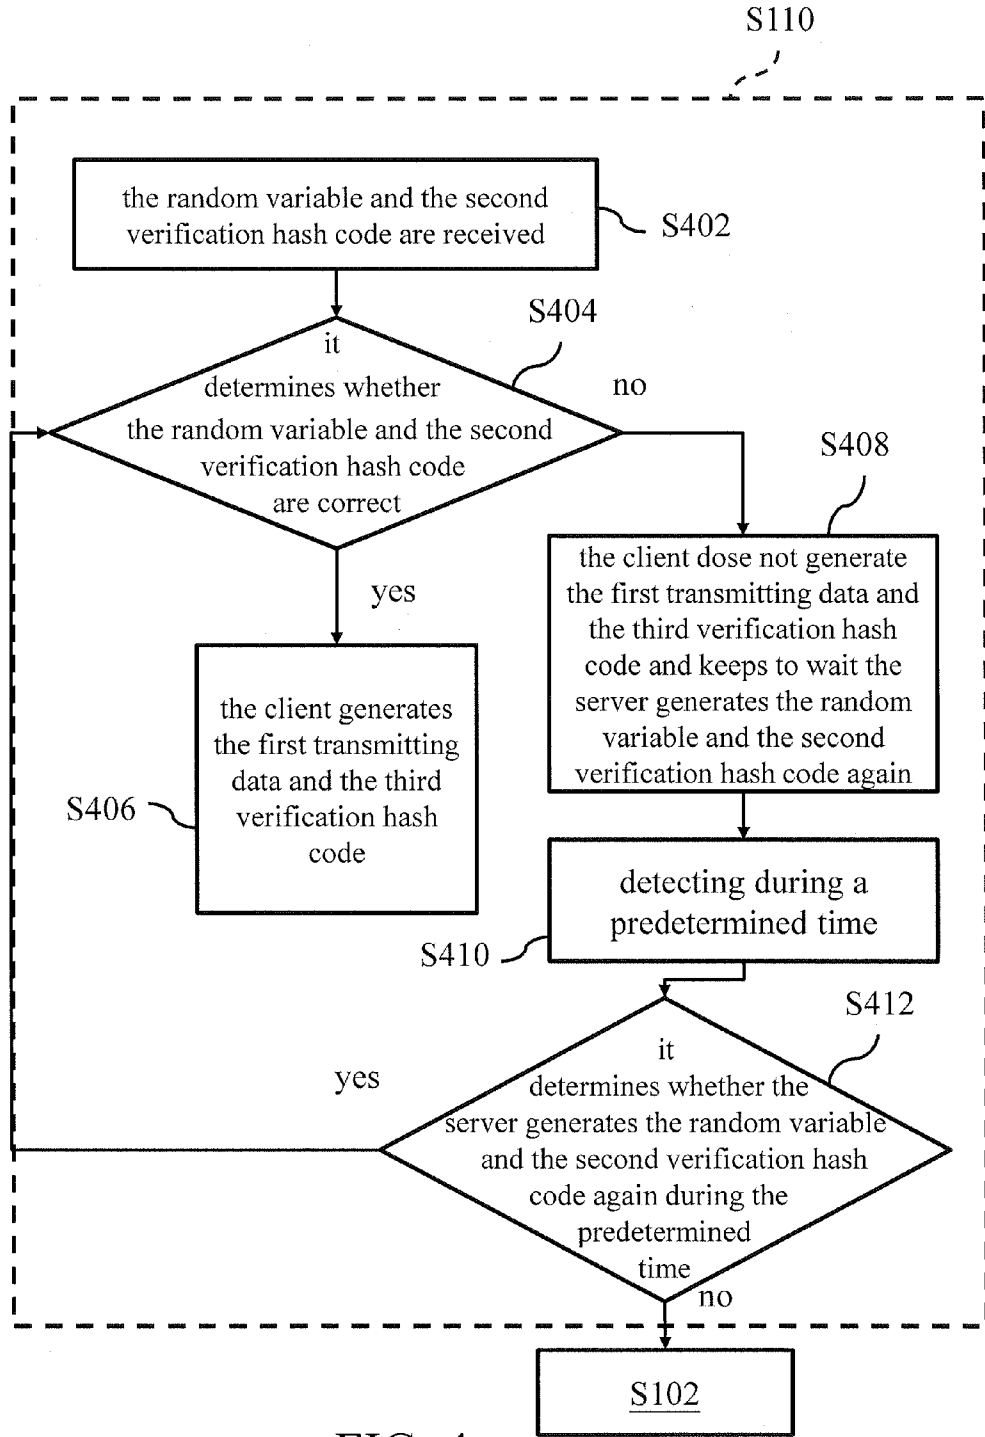 S110
the random variable and the second
verification hash code are received
S402
S404
it
determines whether
the random variable and the second
verification hash code
are correct
no
S408
yes
the client dose not generate
the first transmitting data and
the third verification hash
code and keeps to wait the
server generates the random
variable and the second
verification hash code again
the client generates
the first transmitting
data and the third
verification hash
code
S406
detecting during a
predetermined time
S410
S412
yes
it
determines whether the
server generates the random variable
and the second verification hash
code again during the
predetermined
time
no
S102